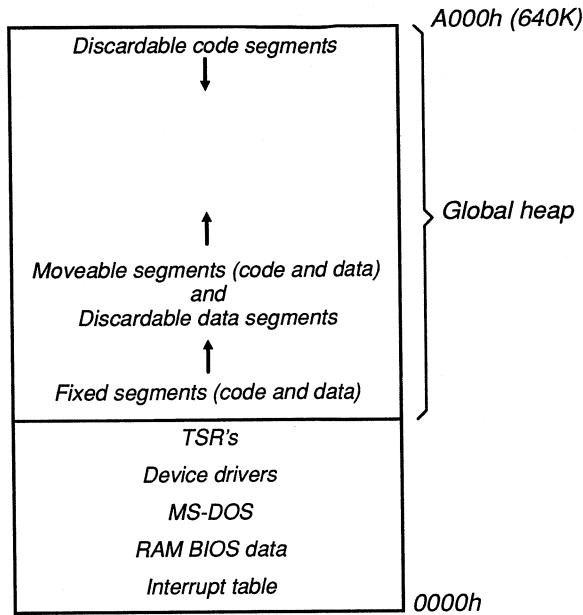 A000h (640K)
Discardable code segments
Global heap
Moveable segments (code and data)
and
Discardable data segments
Fixed segments (code and data)
TSR's
Device drivers
MS-DOS
RAM BIOS data
Interrupt table
0000h